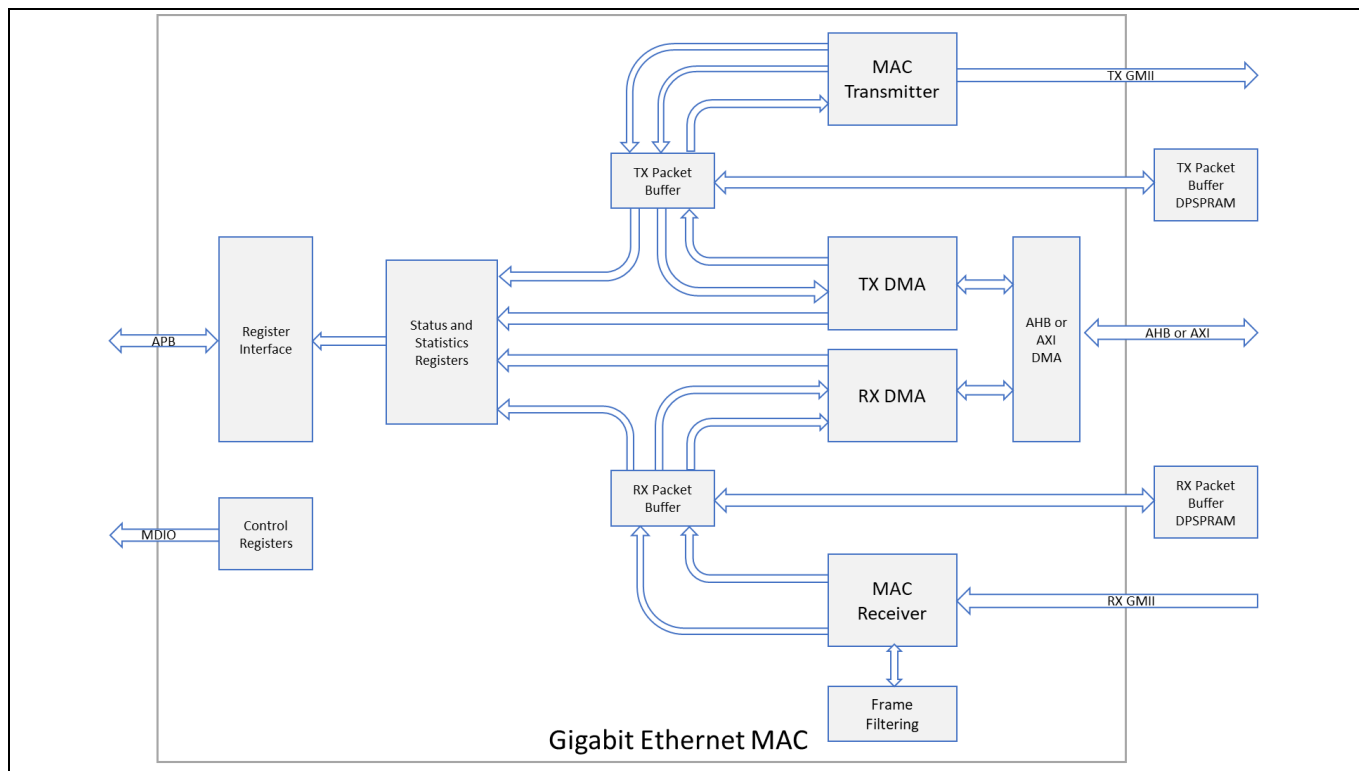 MAC
Transmitter
TX GMII
TX Packet
Buffer
TX Packet
Buffer
DPSPRAM
Register
Interface
Status and
Statistics
Registers
TX DMA
AHB or
AXI
DMA
APB
AHB or AXI
RX DMA
RX Packet
Buffer
RX Packet
Buffer
DPSPRAM
Control
Registers
MDIO
MAC
Receiver
RX GMII
Frame
Filtering
Gigabit Ethernet MAC